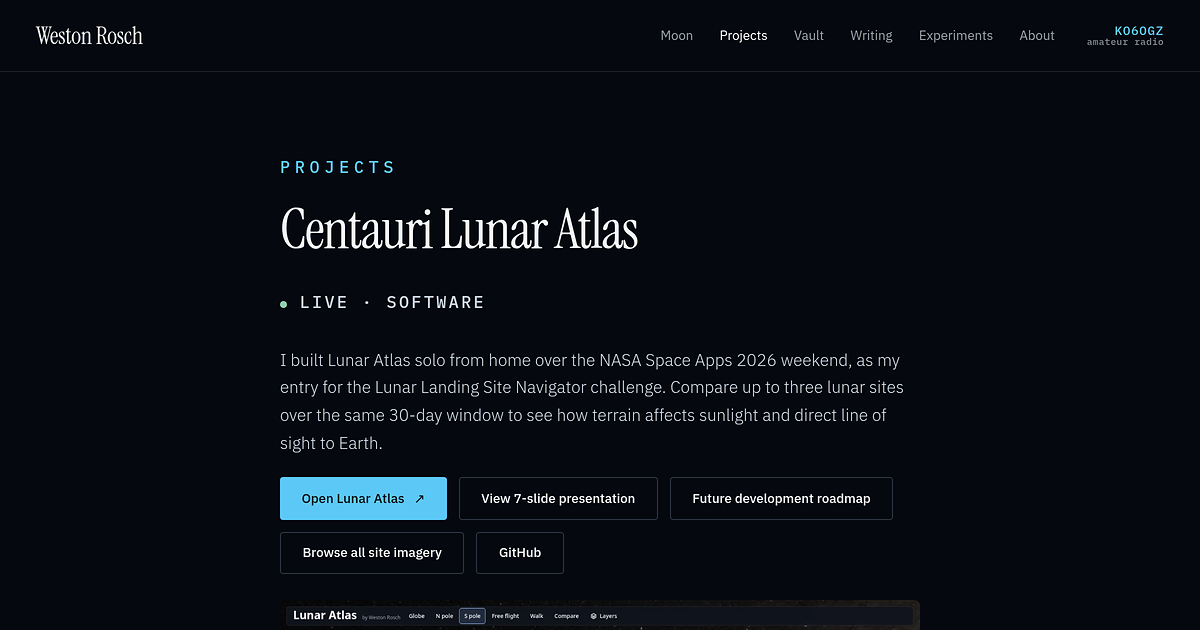 Weston Rosch
Moon Projects Vault Writing Experiments About
KO6OGZ
amateur radio
PROJECTS
Centauri Lunar Atlas
LIVE · SOFTWARE
I built Lunar Atlas solo from home over the NASA Space Apps 2026 weekend, as my
entry for the Lunar Landing Site Navigator challenge. Compare up to three lunar sites
over the same 30-day window to see how terrain affects sunlight and direct line of
sight to Earth.
Open Lunar Atlas ↗
View 7-slide presentation
Future development roadmap
Browse all site imagery
GitHub
Lunar Atlas by Weston Rosch Globe N pole S pole Free flight Walk Compare Layers